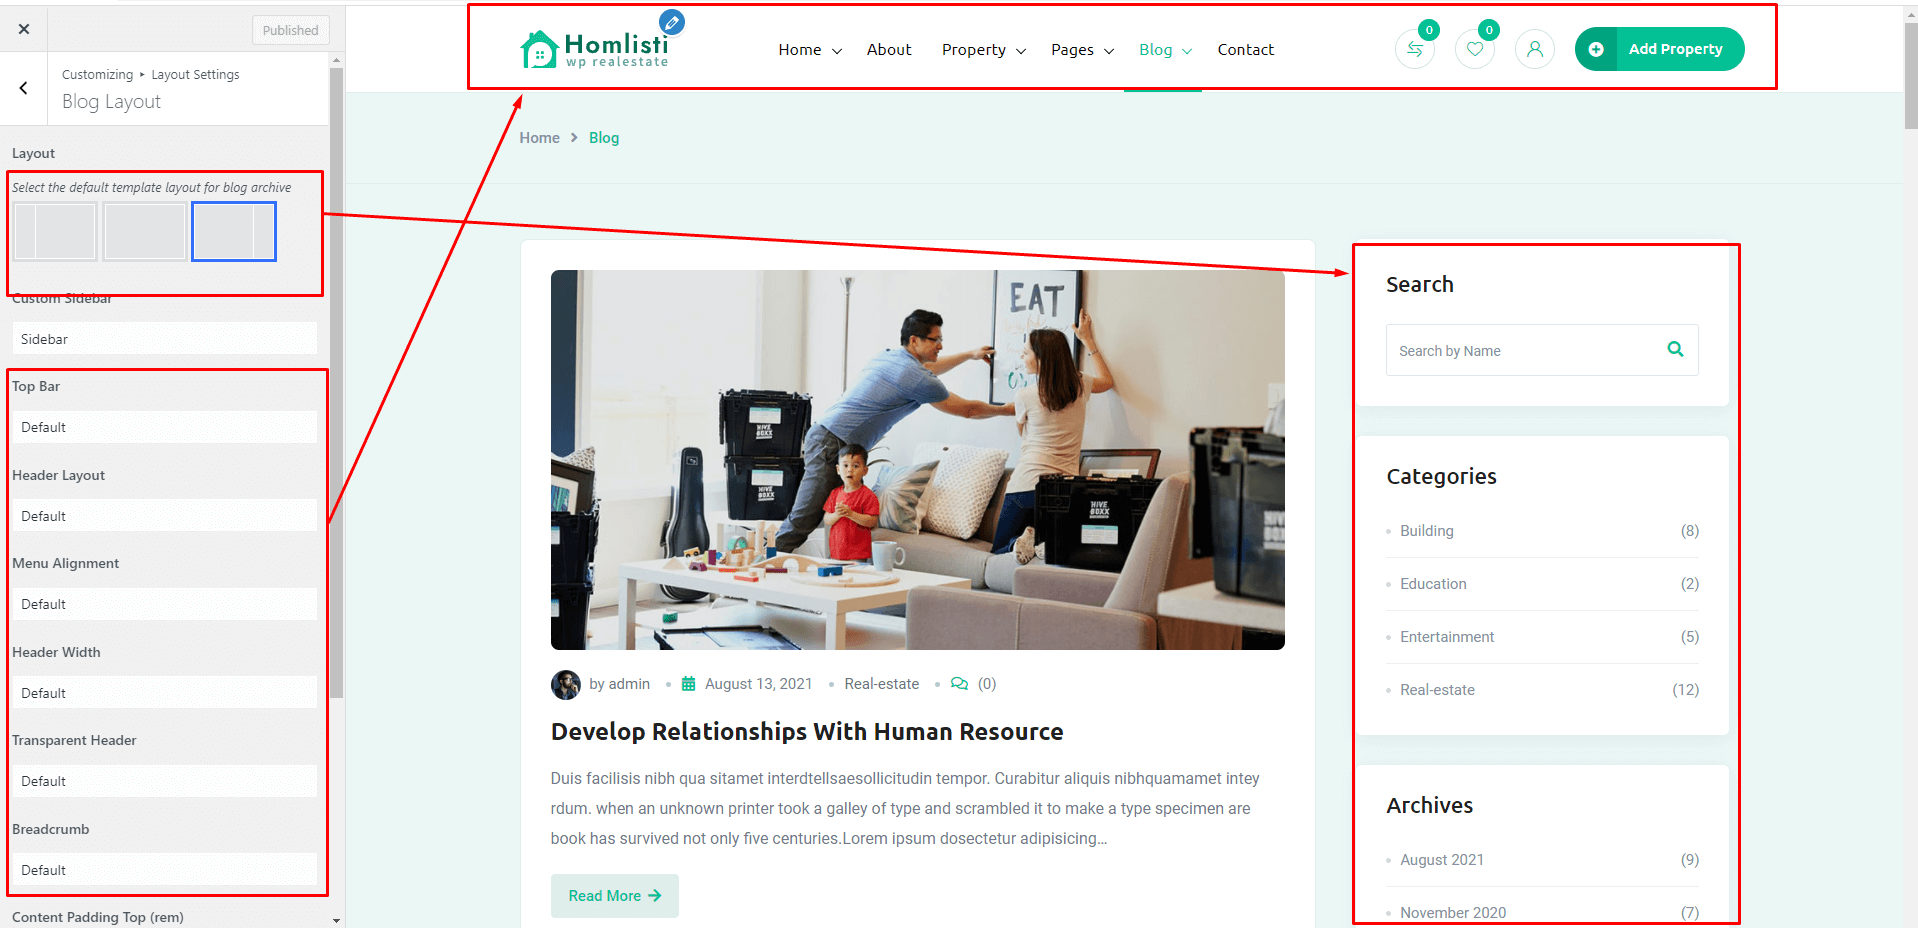 Published
Customizing ▸ Layout Settings
Blog Layout
Layout
Select the default template layout for blog archive
Custom Sidebar
Sidebar
Top Bar
Default
Header Layout
Default
Menu Alignment
Default
Header Width
Default
Transparent Header
Default
Breadcrumb
Default
Content Padding Top (rem)
Homlisti
wp realestate
Home
About
Property
Pages
Blog
Contact
0
0
Add Property
Home > Blog
EAT
HIVE BOXX
HIVE BOXX
HIVE BOXX
by admin • August 13, 2021 • Real-estate • (0)
Develop Relationships With Human Resource
Duis facilisis nibh qua sitamet interdtellsaesollicitudin tempor. Curabitur aliquis nibhquamamet intey
rdum. when an unknown printer took a galley of type and scrambled it to make a type specimen are
book has survived not only five centuries.Lorem ipsum dosectetur adipisicing...
Read More
Search
Search by Name
Categories
Building (8)
Education (2)
Entertainment (5)
Real-estate (12)
Archives
August 2021 (9)
November 2020 (7)